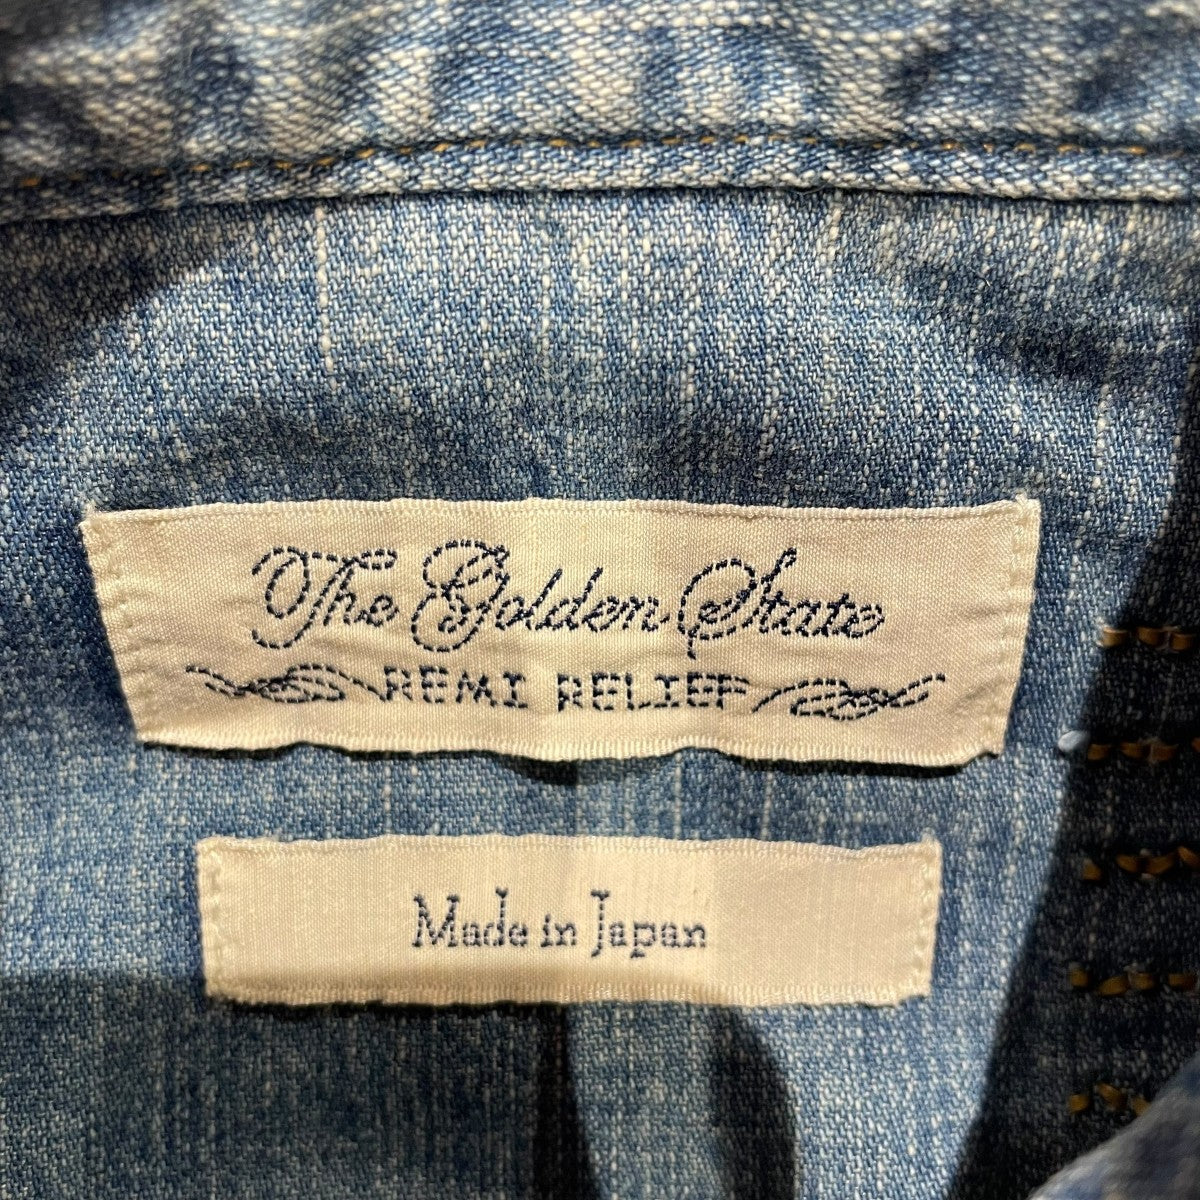 The Golden State
REMI RELIEF
Made in Japan